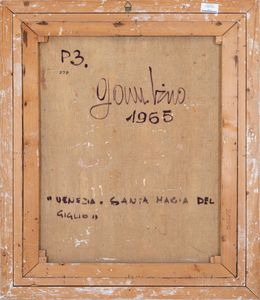 P3.
???
gambino
1965
" VENEZIA. SANTA MARIA DEL
GIGLIO "